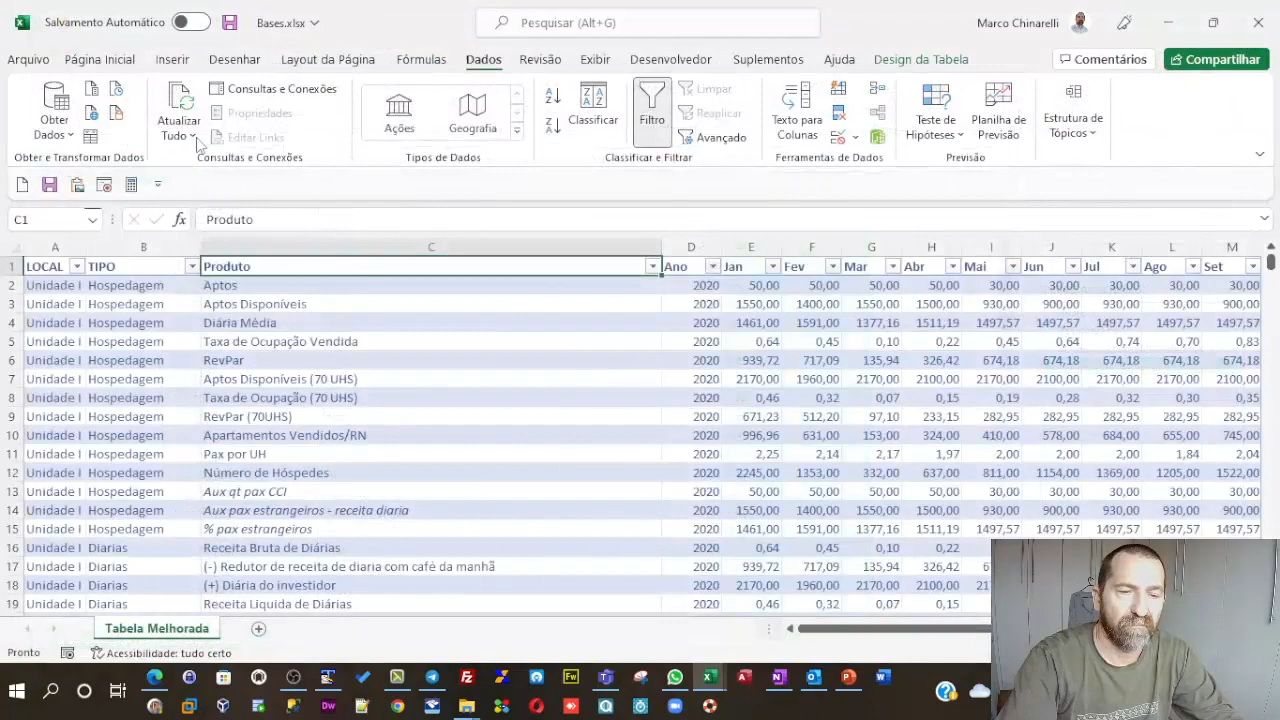 Salvamento Automático Bases.xlsx Pesquisar (Alt+G) Marco Chinarelli
Arquivo Página Inicial Inserir Desenhar Layout da Página Fórmulas Dados Revisão Exibir Desenvolvedor Suplementos Ajuda Design da Tabela Comentários Compartilhar
Obter Dados
Atualizar Tudo
Consultas e Conexões
Propriedades
Editar Links
Ações Geografia
Classificar
Filtro
Limpar
Reaplicar
Avançado
Texto para Colunas
Teste de Hipóteses
Planilha de Previsão
Estrutura de Tópicos
Obter e Transformar Dados Consultas e Conexões Tipos de Dados Classificar e Filtrar Ferramentas de Dados Previsão
C1 fx Produto
A B C D E F G H I J K L M
1 LOCAL TIPO Produto Ano Jan Fev Mar Abr Mai Jun Jul Ago Set
2 Unidade I Hospedagem Aptos 2020 50,00 50,00 50,00 50,00 30,00 30,00 30,00 30,00 30,00
3 Unidade I Hospedagem Aptos Disponíveis 2020 1550,00 1400,00 1550,00 1500,00 930,00 900,00 930,00 930,00 900,00
4 Unidade I Hospedagem Diária Média 2020 1461,00 1591,00 1377,16 1511,19 1497,57 1497,57 1497,57 1497,57 1497,57
5 Unidade I Hospedagem Taxa de Ocupação Vendida 2020 0,64 0,45 0,10 0,22 0,45 0,64 0,74 0,70 0,83
6 Unidade I Hospedagem RevPar 2020 939,72 717,09 135,94 326,42 674,18 674,18 674,18 674,18 674,18
7 Unidade I Hospedagem Aptos Disponíveis (70 UHS) 2020 2170,00 1960,00 2170,00 2100,00 2170,00 2100,00 2170,00 2170,00 2100,00
8 Unidade I Hospedagem Taxa de Ocupação (70 UHS) 2020 0,46 0,32 0,07 0,15 0,19 0,28 0,32 0,30 0,35
9 Unidade I Hospedagem RevPar (70UHS) 2020 671,23 512,20 97,10 233,15 282,95 282,95 282,95 282,95 282,95
10 Unidade I Hospedagem Apartamentos Vendidos/RN 2020 996,96 631,00 153,00 324,00 410,00 578,00 684,00 655,00 745,00
11 Unidade I Hospedagem Pax por UH 2020 2,25 2,14 2,17 1,97 2,00 2,00 2,00 1,84 2,04
12 Unidade I Hospedagem Número de Hóspedes 2020 2245,00 1353,00 332,00 637,00 811,00 1154,00 1369,00 1205,00 1522,00
13 Unidade I Hospedagem Aux qt pax CCI 2020 50,00 50,00 50,00 50,00 30,00 30,00 30,00 30,00 30,00
14 Unidade I Hospedagem Aux pax estrangeiros - receita diaria 2020 1550,00 1400,00 1550,00 1500,00 930,00 900,00 930,00 930,00 900,00
15 Unidade I Hospedagem % pax estrangeiros 2020 1461,00 1591,00 1377,16 1511,19 1497,57 1497,57 1497,57 1497,57 1497,57
16 Unidade I Diarias Receita Bruta de Diárias 2020 0,64 0,45 0,10 0,22
17 Unidade I Diarias (-) Redutor de receita de diaria com café da manhã 2020 939,72 717,09 135,94 326,42
18 Unidade I Diarias (+) Diária do investidor 2020 2170,00 1960,00 2170,00 2100,00
19 Unidade I Diarias Receita Liquida de Diárias 2020 0,46 0,32 0,07 0,15
Tabela Melhorada
Pronto Acessibilidade: tudo certo